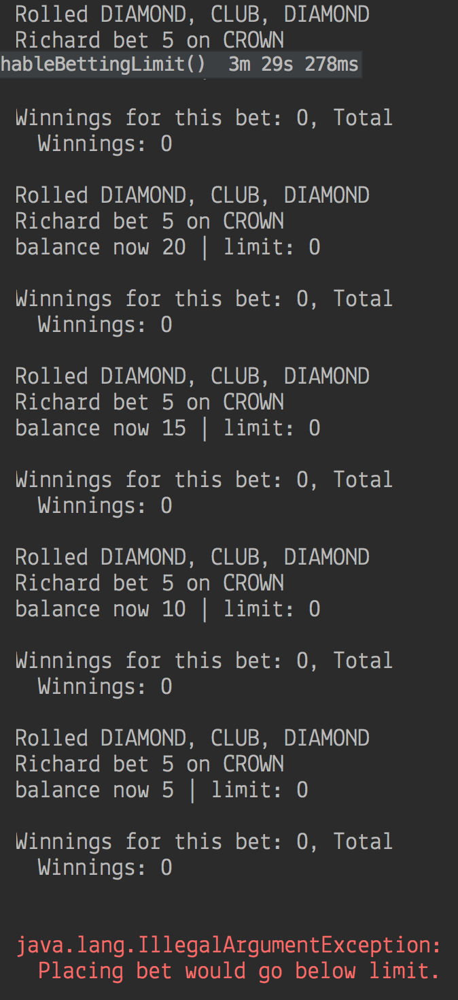 Rolled DIAMOND, CLUB, DIAMOND
Richard bet 5 on CROWN
hableBettingLimit() 3m 29s 278ms
Winnings for this bet: 0, Total
Winnings: 0
Rolled DIAMOND, CLUB, DIAMOND
Richard bet 5 on CROWN
balance now 20 | limit: 0
Winnings for this bet: 0, Total
Winnings: 0
Rolled DIAMOND, CLUB, DIAMOND
Richard bet 5 on CROWN
balance now 15 | limit: 0
Winnings for this bet: 0, Total
Winnings: 0
Rolled DIAMOND, CLUB, DIAMOND
Richard bet 5 on CROWN
balance now 10 | limit: 0
Winnings for this bet: 0, Total
Winnings: 0
Rolled DIAMOND, CLUB, DIAMOND
Richard bet 5 on CROWN
balance now 5 | limit: 0
Winnings for this bet: 0, Total
Winnings: 0
java.lang.IllegalArgumentException:
Placing bet would go below limit.